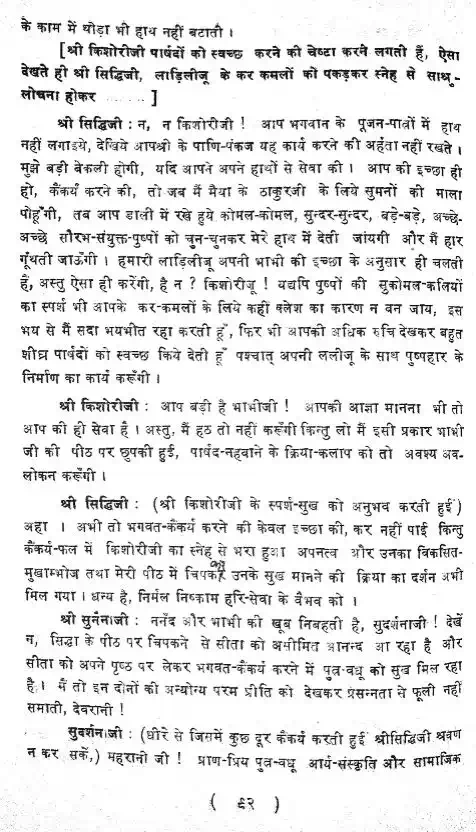 के काम में थोड़ा भी हाथ नहीं बटाती ।
[श्री किशोरीजी पार्षदों को स्वच्छ करने की चेष्टा करने लगती हैं, ऐसा
देखते ही श्री सिद्धिजी, लाड़िलीजू के कर कमलों को पकड़कर स्नेह से साश्रु-
लोचना होकर ........ ]
श्री सिद्धिजी : न, न किशोरीजी ! आप भगवान के पूजन-पात्रों में हाथ
नहीं लगाइये, देखिये आपश्री के पाणि-पंकज यह कार्य करने की अर्हता नहीं रखते ।
मुझे बड़ी बेकली होगी, यदि आपने अपने हाथों से सेवा की । आप की इच्छा ही
हो, कैंकर्य करने की, तो जब मैं मैया के ठाकुरजी के लिये सुमनों की माला
पोहूँगी, तब आप डाली में रखे हुये कोमल-कोमल, सुन्दर-सुन्दर, बड़े-बड़े, अच्छे-
अच्छे सौरभ-संयुक्त-पुष्पों को चुन-चुनकर मेरे हाथ में देती जांयगी और मैं हार
गूँथती जाऊँगी । हमारी लाड़िलीजू अपनी भाभी की इच्छा के अनुसार ही चलती
हैं, अस्तु ऐसा ही करेंगी, है न ? किशोरीजू ! यद्यपि पुष्पों की सुकोमल-कलियों
का स्पर्श भी आपके कर-कमलों के लिये कहीं क्लेश का कारण न बन जाय, इस
भय से मैं सदा भयभीत रहा करती हूँ, फिर भी आपकी अधिक रुचि देखकर बहुत
शीघ्र पार्षदों को स्वच्छ किये देती हूँ पश्चात् अपनी ललीजू के साथ पुष्पहार के
निर्माण का कार्य करूँगी ।
श्री किशोरीजी : आप बड़ी है भाभीजी ! आपकी आज्ञा मानना भी तो
आप की ही सेवा है । अस्तु, मैं हठ तो नहीं करूँगी किन्तु लो मैं इसी प्रकार भाभी
जी की पीठ पर छुपकी हुई, पार्षद-नहवाने के क्रिया-कलाप को तो अवश्य अव-
लोकन करूँगी ।
श्री सिद्धिजी : (श्री किशोरीजी के स्पर्श-सुख को अनुभव करती हुई)
अहा । अभी तो भगवत-कैंकर्य करने की केवल इच्छा की, कर नहीं पाई किन्तु
कैंकर्य-फल में किशोरीजी का स्नेह से भरा हुआ अपनत्व और उनका विकसित-
मुखाम्भोज तथा मेरी पीठ में चिपक उनके सुख मानने की क्रिया का दर्शन अभी
मिल गया । धन्य है, निर्मल निष्काम हरि-सेवा के वैभव को ।
श्री सुनैनाजी : ननँद और भाभी की खूब निबहती है, सुदर्शनाजी ! देखें
न, सिद्धा के पीठ पर चिपकने से सीता को असीमित आनन्द आ रहा है और
सीता को अपने पृष्ठ पर लेकर भगवत-कैंकर्य करने में पुत्र-वधू को सुख मिल रहा
है । मैं तो इन दोनों की अन्योन्य परम प्रीति को देखकर प्रसन्नता से फूली नहीं
समाती, देवरानी !
सुदर्शनाजी : (धीरे से जिसमें कुछ दूर कैंकर्य करती हुई श्रीसिद्धिजी श्रवण
न कर सकें,) महरानी जी ! प्राण-प्रिय पुत्र-वधू आर्य-संस्कृति और सामाजिक
( ६२ )